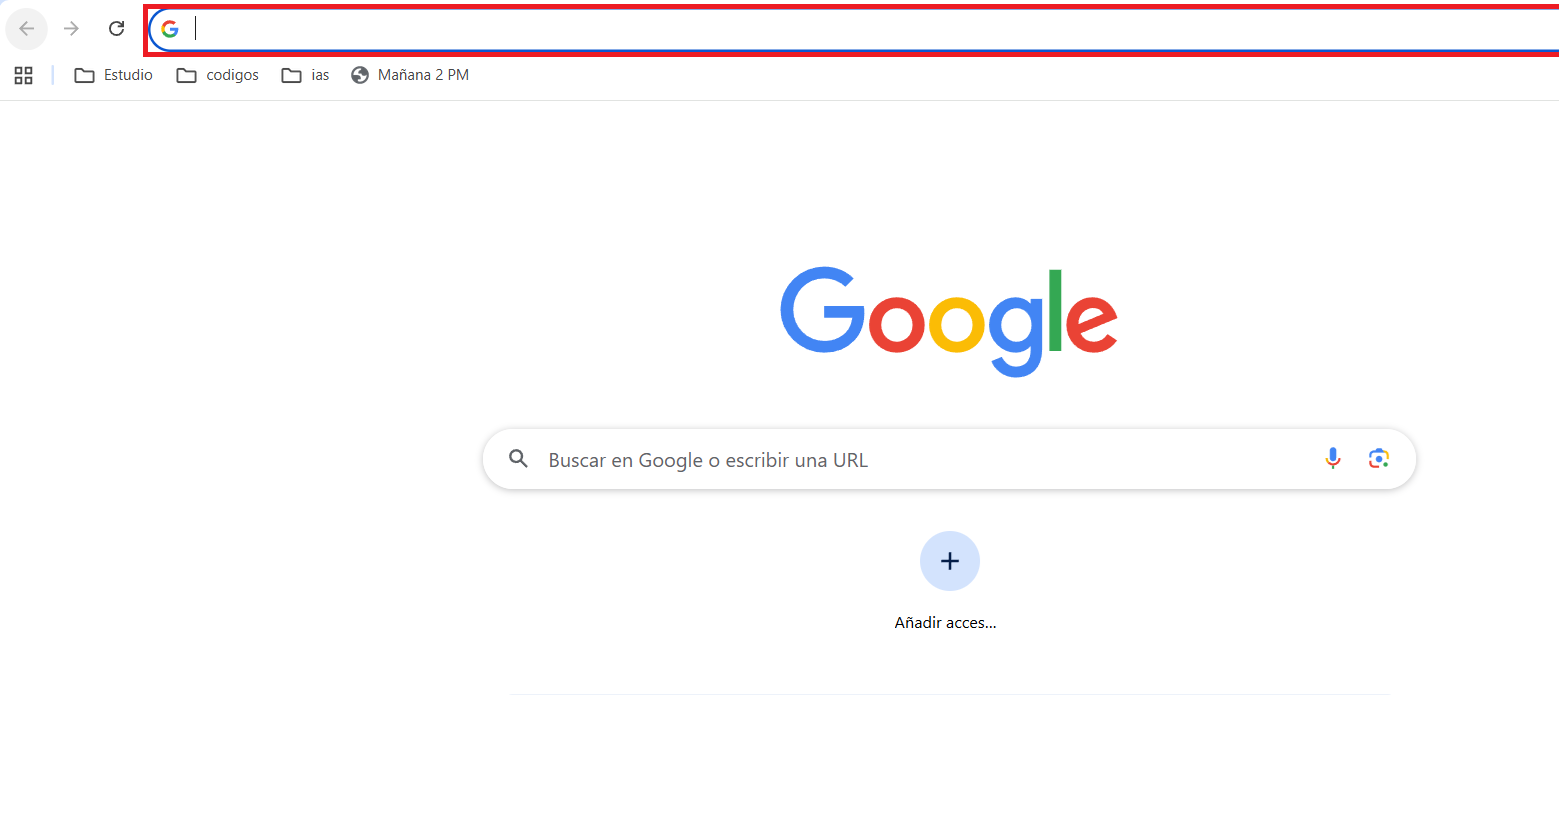 Estudio codigos ias Mañana 2 PM
Google
Buscar en Google o escribir una URL
Añadir acces...